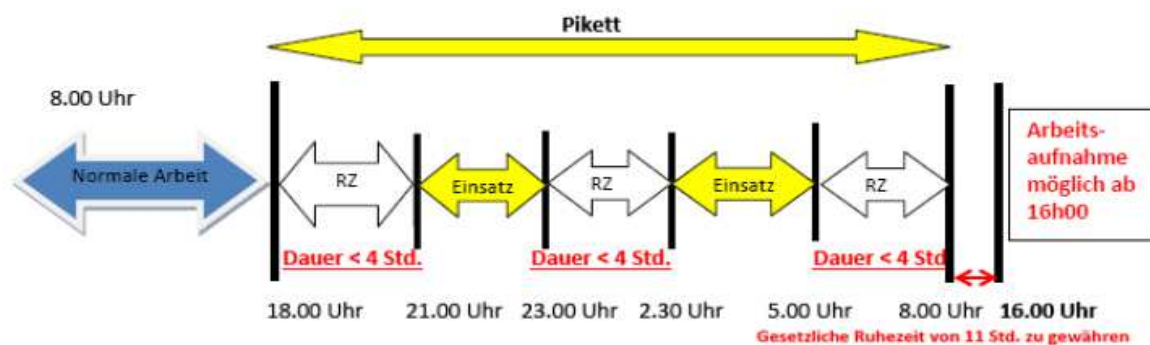 Pikett
8.00 Uhr
Normale Arbeit
RZ
Einsatz
RZ
Einsatz
RZ
Arbeits-
aufnahme
möglich ab
16h00
Dauer < 4 Std.
Dauer < 4 Std.
Dauer < 4 Std
18.00 Uhr
21.00 Uhr
23.00 Uhr
2.30 Uhr
5.00 Uhr
8.00 Uhr
16.00 Uhr
Gesetzliche Ruhezeit von 11 Std. zu gewähren